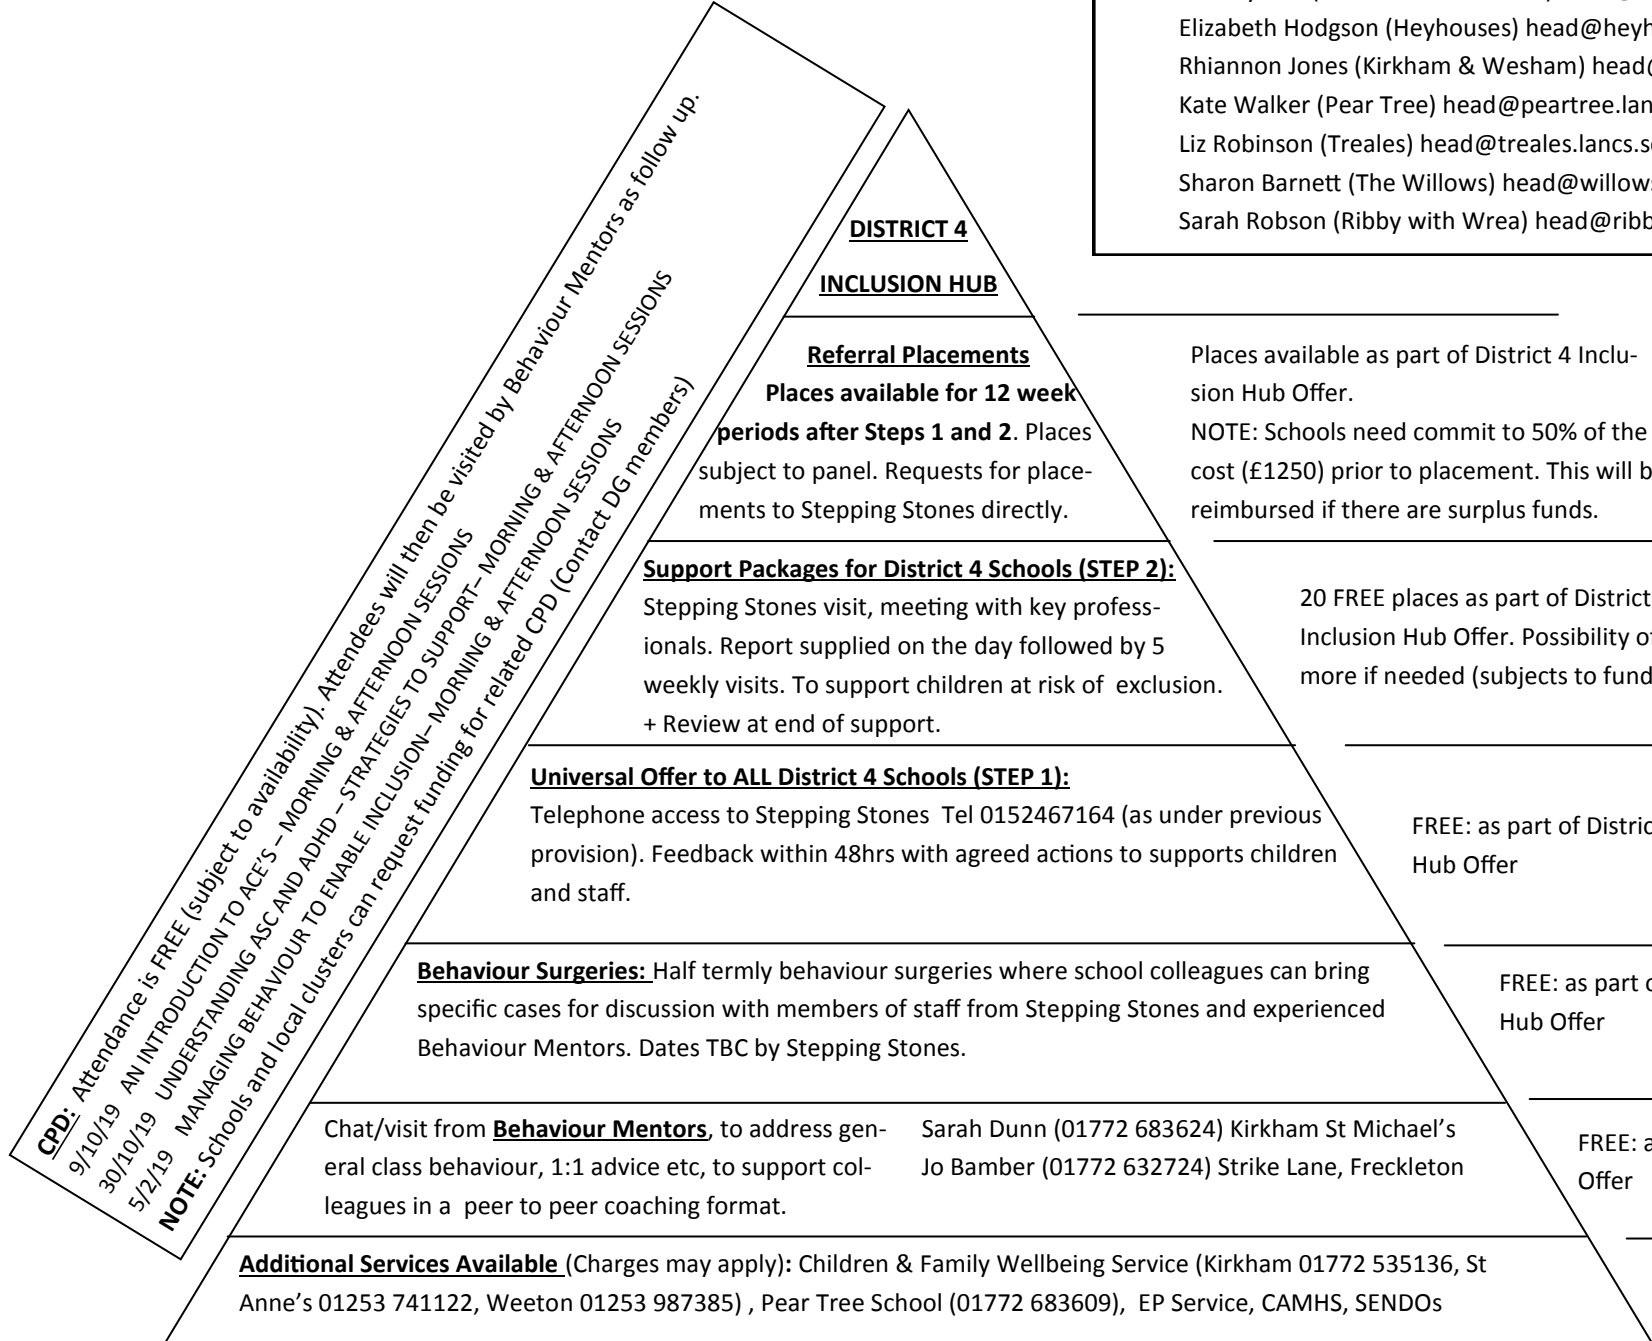 Elizabeth Hodgson (Heyhouses) head@heyh
Rhiannon Jones (Kirkham & Wesham) head@
Kate Walker (Pear Tree) head@peartree.lan
Liz Robinson (Treales) head@treales.lancs.s
Sharon Barnett (The Willows) head@willows
Sarah Robson (Ribby with Wrea) head@ribb
CPD: Attendance is FREE (subject to availability). Attendees will then be visited by Behaviour Mentors as follow up.
9/10/19 AN INTRODUCTION TO ACE'S – MORNING & AFTERNOON SESSIONS
30/10/19 UNDERSTANDING ASC AND ADHD – STRATEGIES TO SUPPORT– MORNING & AFTERNOON SESSIONS
5/2/19 MANAGING BEHAVIOUR TO ENABLE INCLUSION– MORNING & AFTERNOON SESSIONS
NOTE: Schools and local clusters can request funding for related CPD (Contact DG members)
DISTRICT 4
INCLUSION HUB
Referral Placements
Places available for 12 week
periods after Steps 1 and 2. Places
subject to panel. Requests for place-
ments to Stepping Stones directly.
Places available as part of District 4 Inclu-
sion Hub Offer.
NOTE: Schools need commit to 50% of the
cost (£1250) prior to placement. This will b
reimbursed if there are surplus funds.
Support Packages for District 4 Schools (STEP 2):
Stepping Stones visit, meeting with key profess-
ionals. Report supplied on the day followed by 5
weekly visits. To support children at risk of exclusion.
+ Review at end of support.
20 FREE places as part of District
Inclusion Hub Offer. Possibility of
more if needed (subjects to fund
Universal Offer to ALL District 4 Schools (STEP 1):
Telephone access to Stepping Stones Tel 0152467164 (as under previous
provision). Feedback within 48hrs with agreed actions to supports children
and staff.
FREE: as part of Distric
Hub Offer
Behaviour Surgeries: Half termly behaviour surgeries where school colleagues can bring
specific cases for discussion with members of staff from Stepping Stones and experienced
Behaviour Mentors. Dates TBC by Stepping Stones.
FREE: as part o
Hub Offer
Chat/visit from Behaviour Mentors, to address gen-
eral class behaviour, 1:1 advice etc, to support col-
leagues in a peer to peer coaching format.
Sarah Dunn (01772 683624) Kirkham St Michael's
Jo Bamber (01772 632724) Strike Lane, Freckleton
FREE: a
Offer
Additional Services Available (Charges may apply): Children & Family Wellbeing Service (Kirkham 01772 535136, St
Anne's 01253 741122, Weeton 01253 987385) , Pear Tree School (01772 683609), EP Service, CAMHS, SENDOs